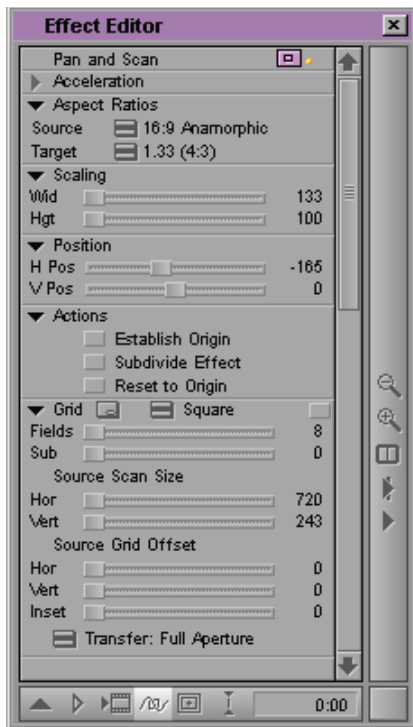 Effect Editor
Pan and Scan
Acceleration
Aspect Ratios
Source 16:9 Anamorphic
Target 1.33 (4:3)
Scaling
Wid 133
Hgt 100
Position
H Pos -165
V Pos 0
Actions
Establish Origin
Subdivide Effect
Reset to Origin
Grid Square
Fields 8
Sub 0
Source Scan Size
Hor 720
Vert 243
Source Grid Offset
Hor 0
Vert 0
Inset 0
Transfer: Full Aperture
0:00